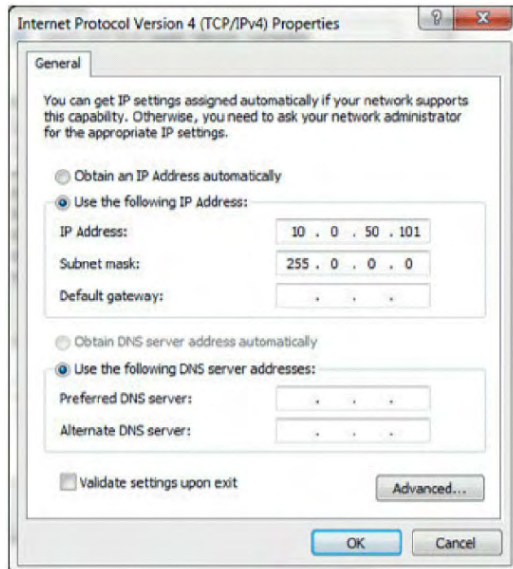 Internet Protocol Version 4 (TCP/IPv4) Properties
?
X
General
You can get IP settings assigned automatically if your network supports
this capability. Otherwise, you need to ask your network administrator
for the appropriate IP settings.
Obtain an IP Address automatically
Use the following IP Address:
IP Address: 10 . 0 . 50 . 101
Subnet mask: 255 . 0 . 0 . 0
Default gateway: . . .
Obtain DNS server address automatically
Use the following DNS server addresses:
Preferred DNS server: . . .
Alternate DNS server: . . .
Validate settings upon exit
Advanced...
OK Cancel